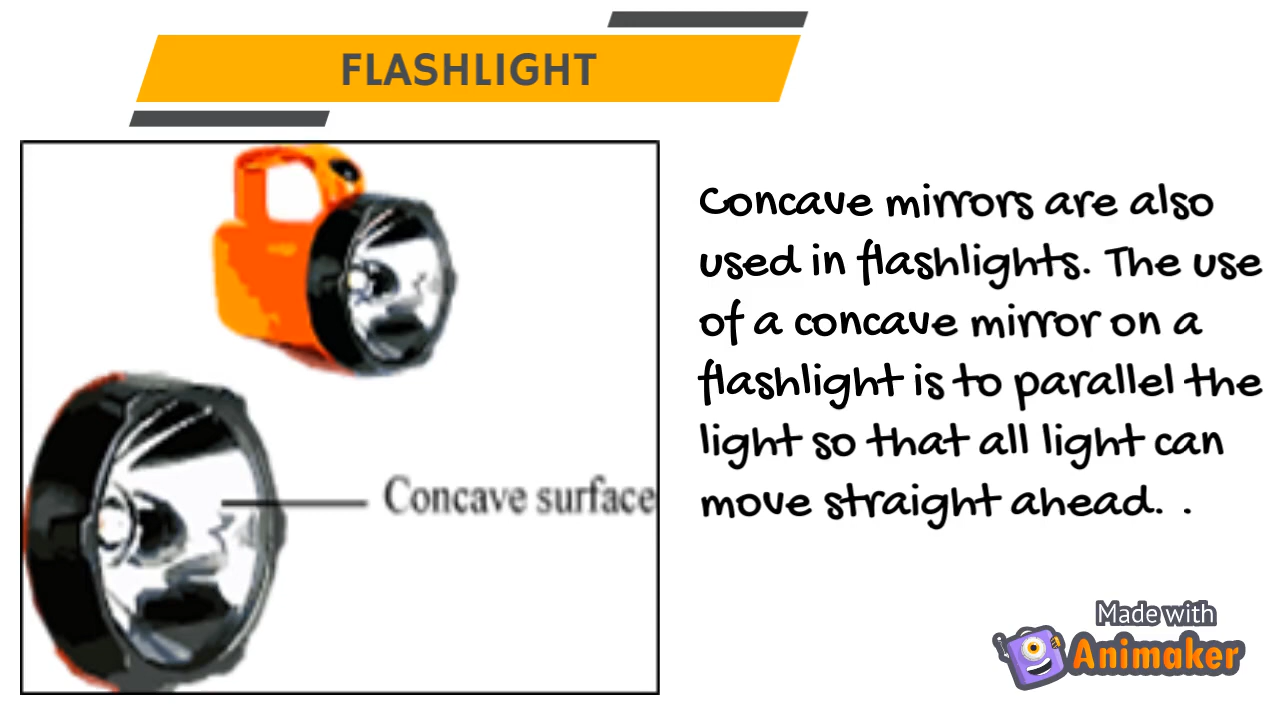 FLASHLIGHT
Concave surface
Concave mirrors are also
used in flashlights. The use
of a concave mirror on a
flashlight is to parallel the
light so that all light can
move straight ahead. .
Made with
Animaker